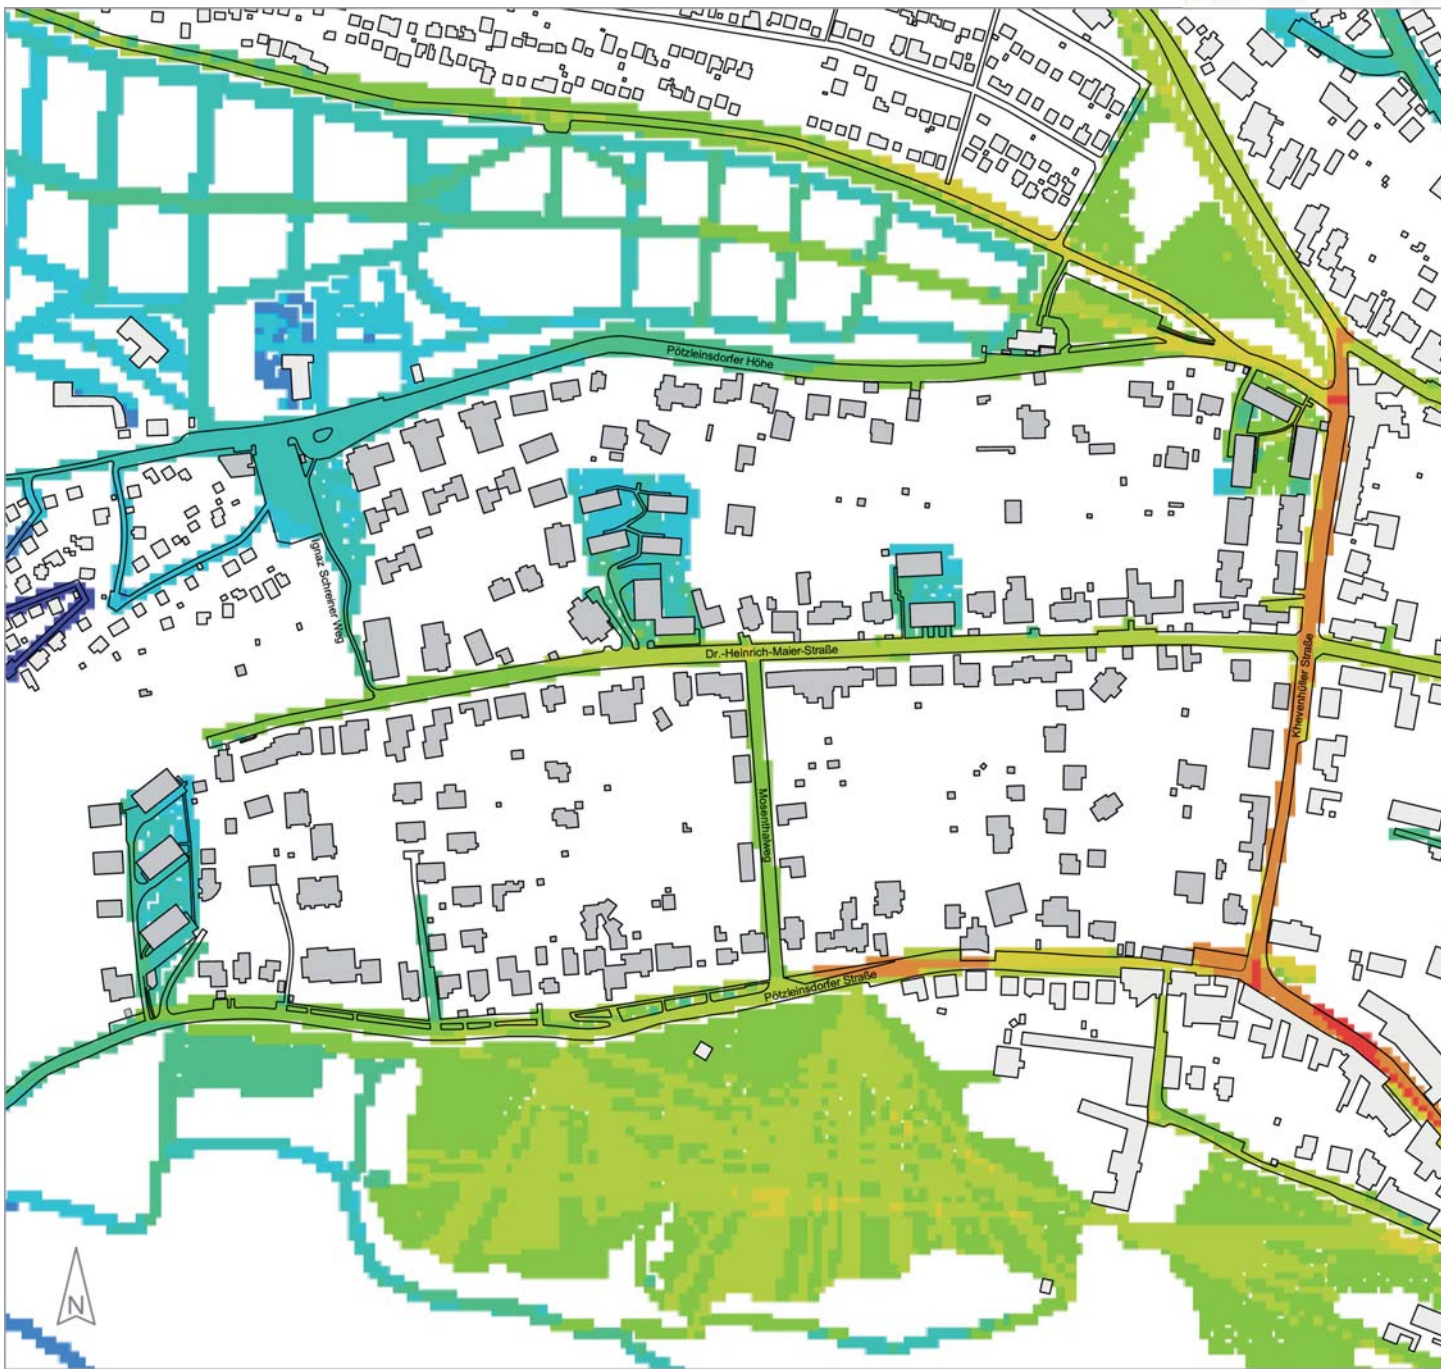 Pötzleinsdorfer Höhe
Ignaz Schreiner Weg
Dr.-Heinrich-Maier-Straße
Khevenhüller Straße
Mosenthalweg
Pötzleinsdorfer Straße
N